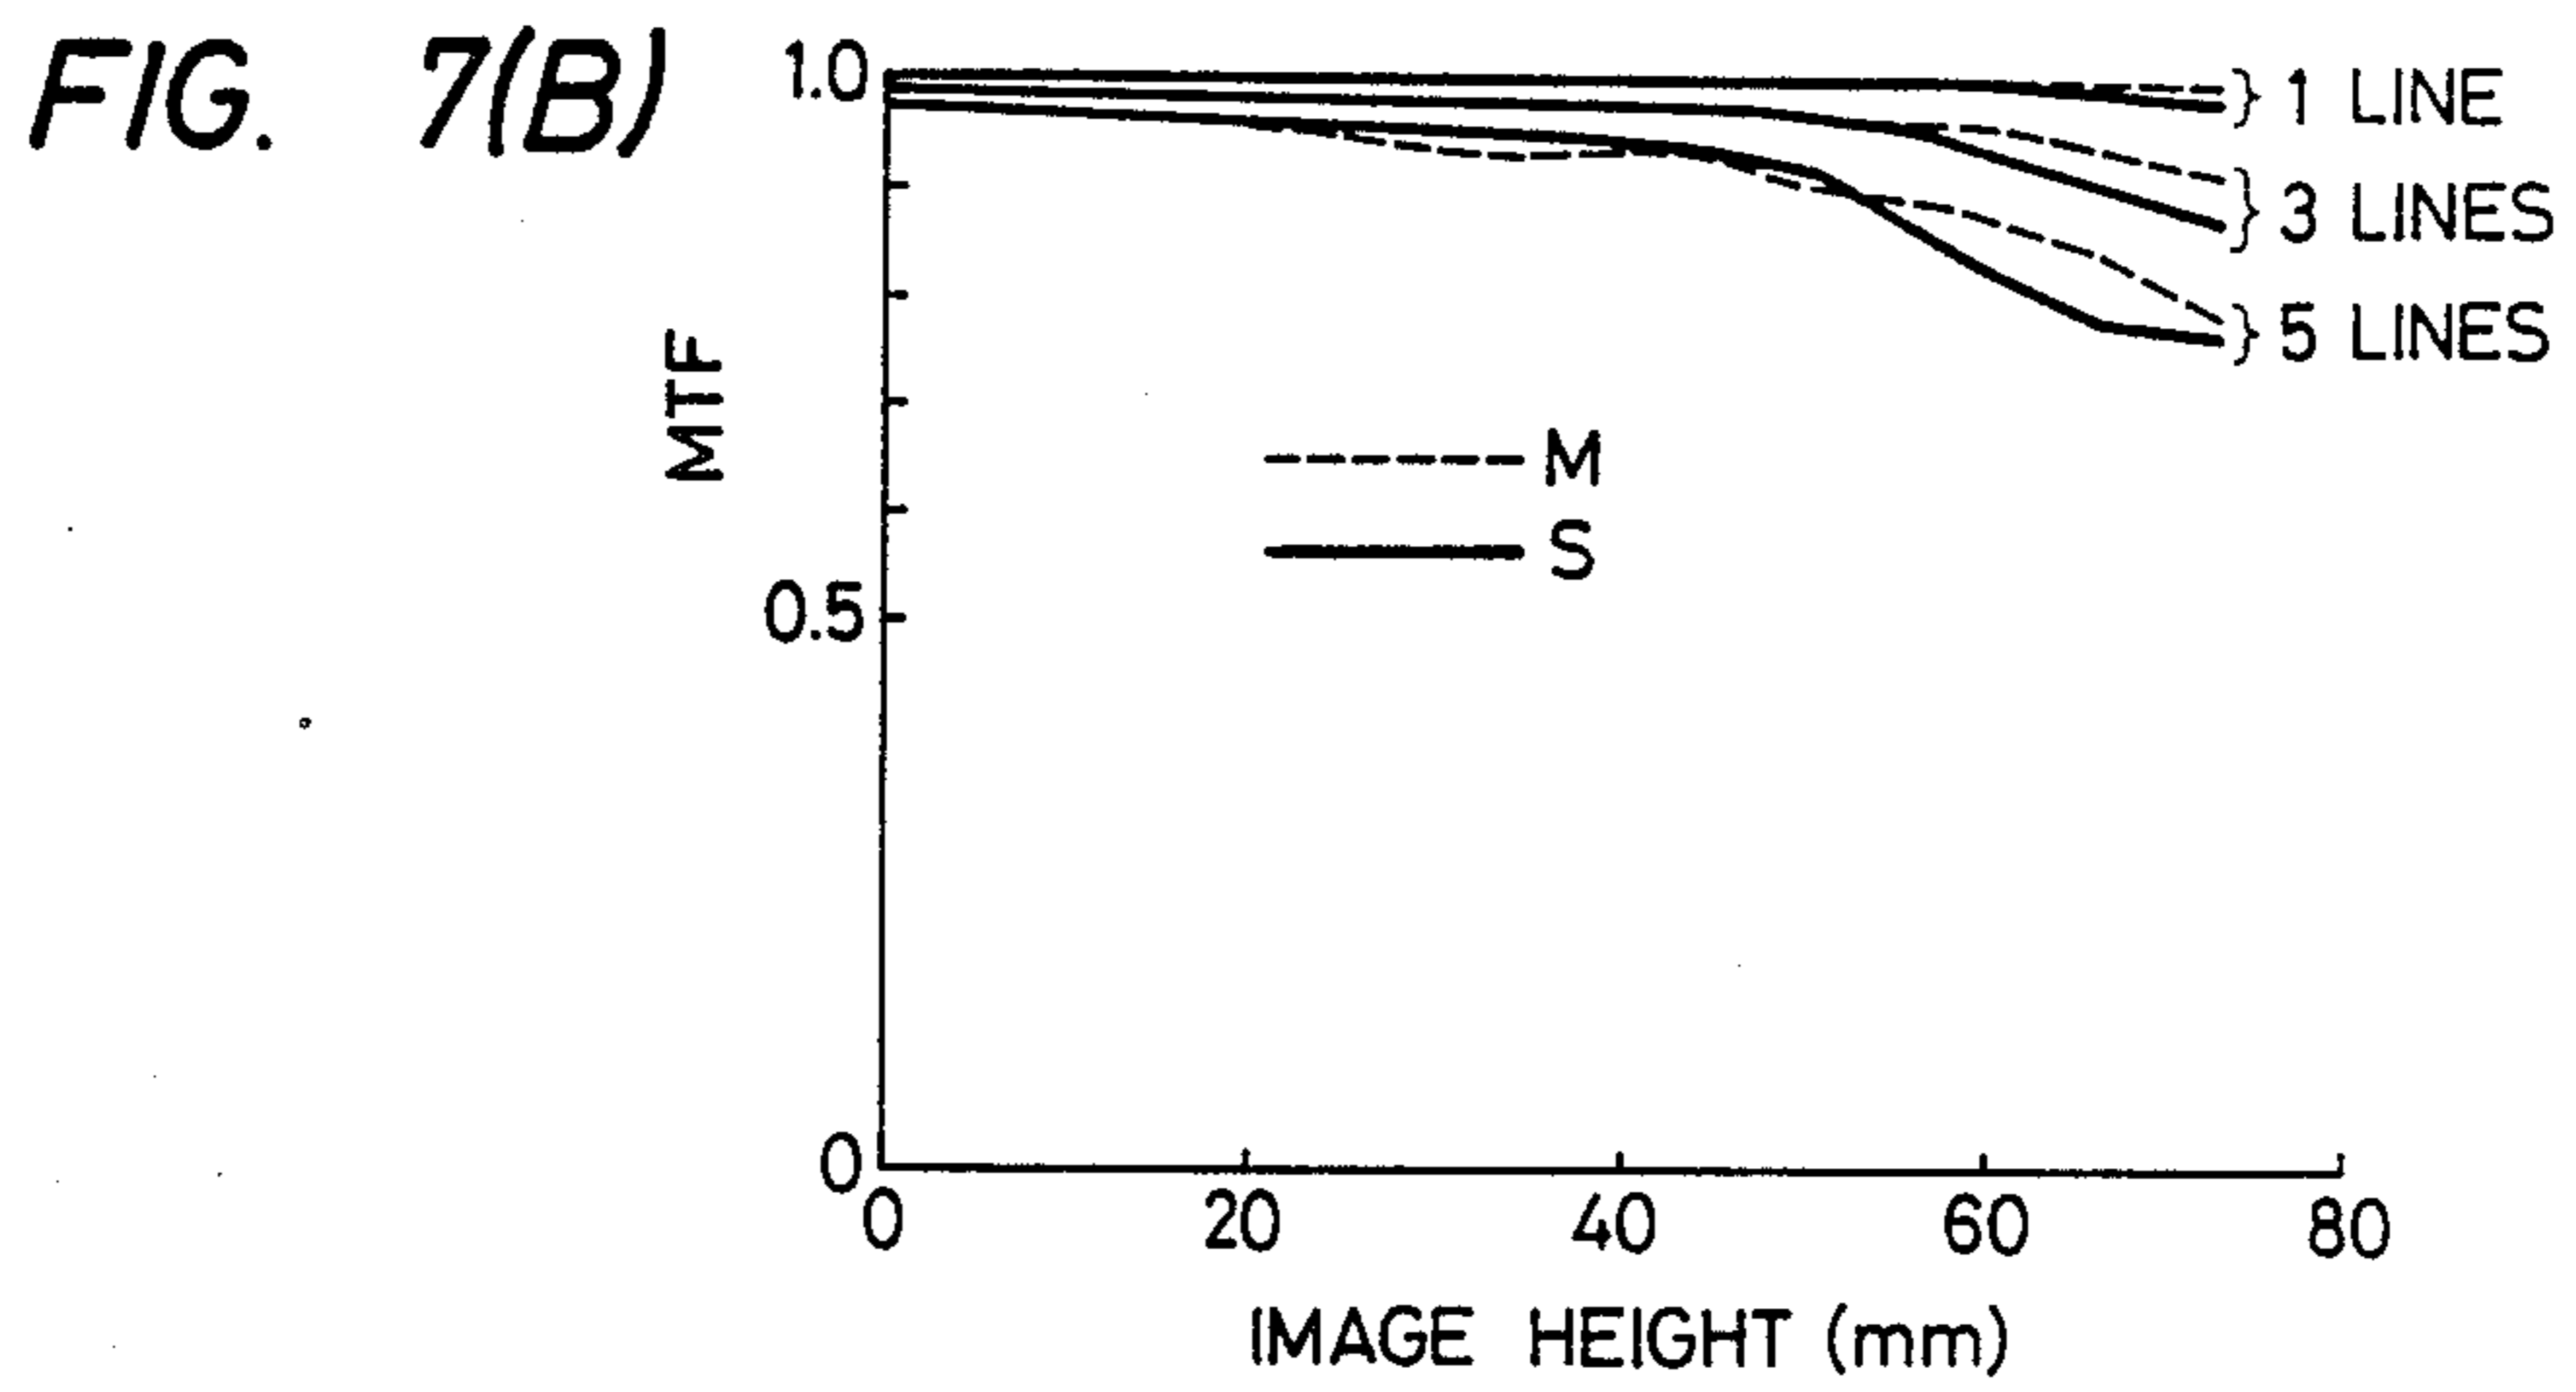 FIG. 7(B)
1.0
0.5
0
MTF
1 LINE
3 LINES
5 LINES
M
S
0 20 40 60 80
IMAGE HEIGHT (mm)